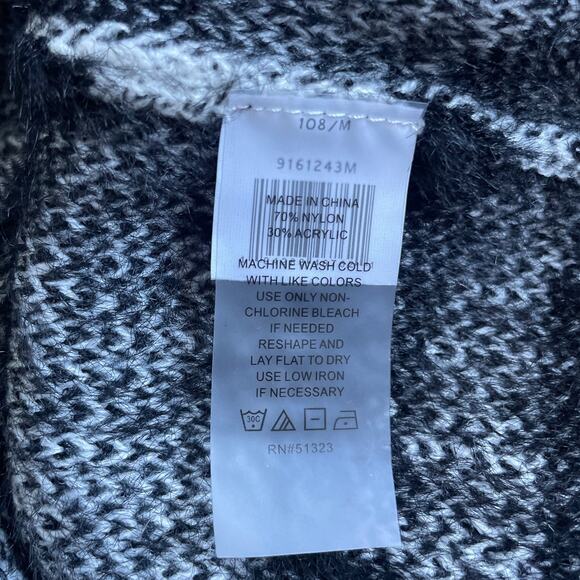 108/M
9161243M
MADE IN CHINA
70% NYLON
30% ACRYLIC
MACHINE WASH COLD
WITH LIKE COLORS
USE ONLY NON-
CHLORINE BLEACH
IF NEEDED
RESHAPE AND
LAY FLAT TO DRY
USE LOW IRON
IF NECESSARY
30C
RN#51323